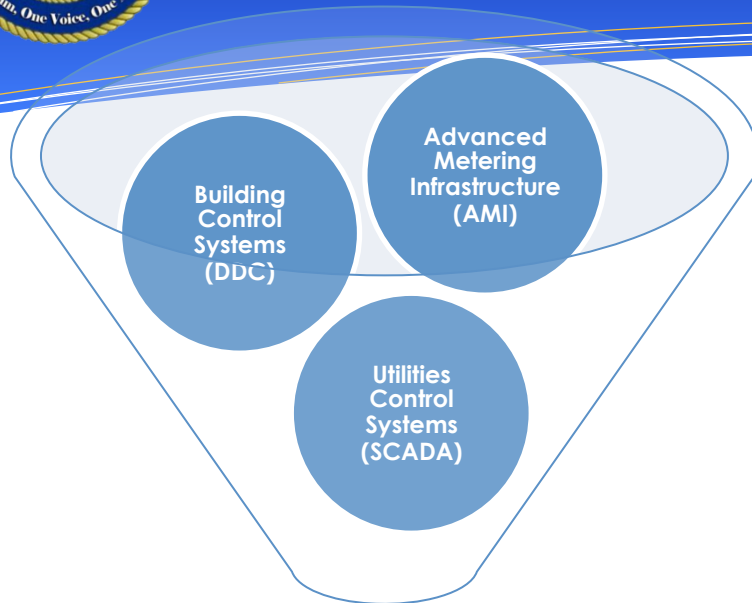 m, One Voice, One
Building
Control
Systems
(DDC)
Advanced
Metering
Infrastructure
(AMI)
Utilities
Control
Systems
(SCADA)